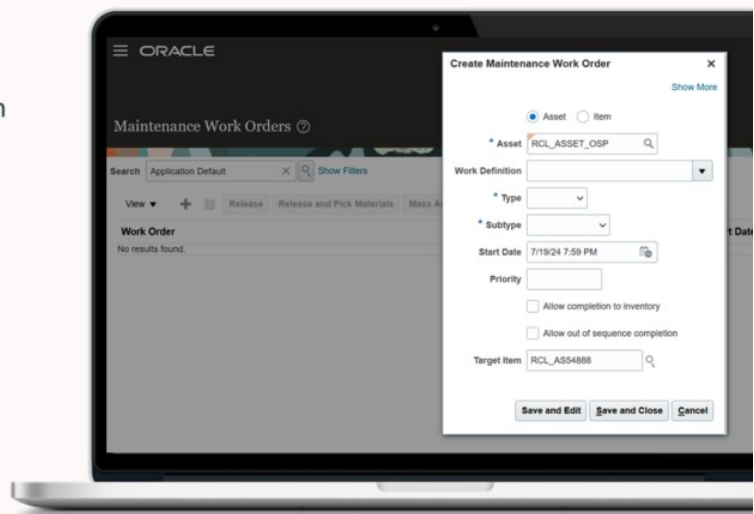 ORACLE
Create Maintenance Work Order
Show More
Asset Item
Maintenance Work Orders
* Asset RCL_ASSET_OSP
Search Application Default Show Filters
Work Definition
View Release Release and Pick Materials Mass A
* Type
Work Order
t Date
* Subtype
No results found.
Start Date 7/19/24 7:59 PM
Priority
Allow completion to inventory
Allow out of sequence completion
Target Item RCL_AS54888
Save and Edit Save and Close Cancel